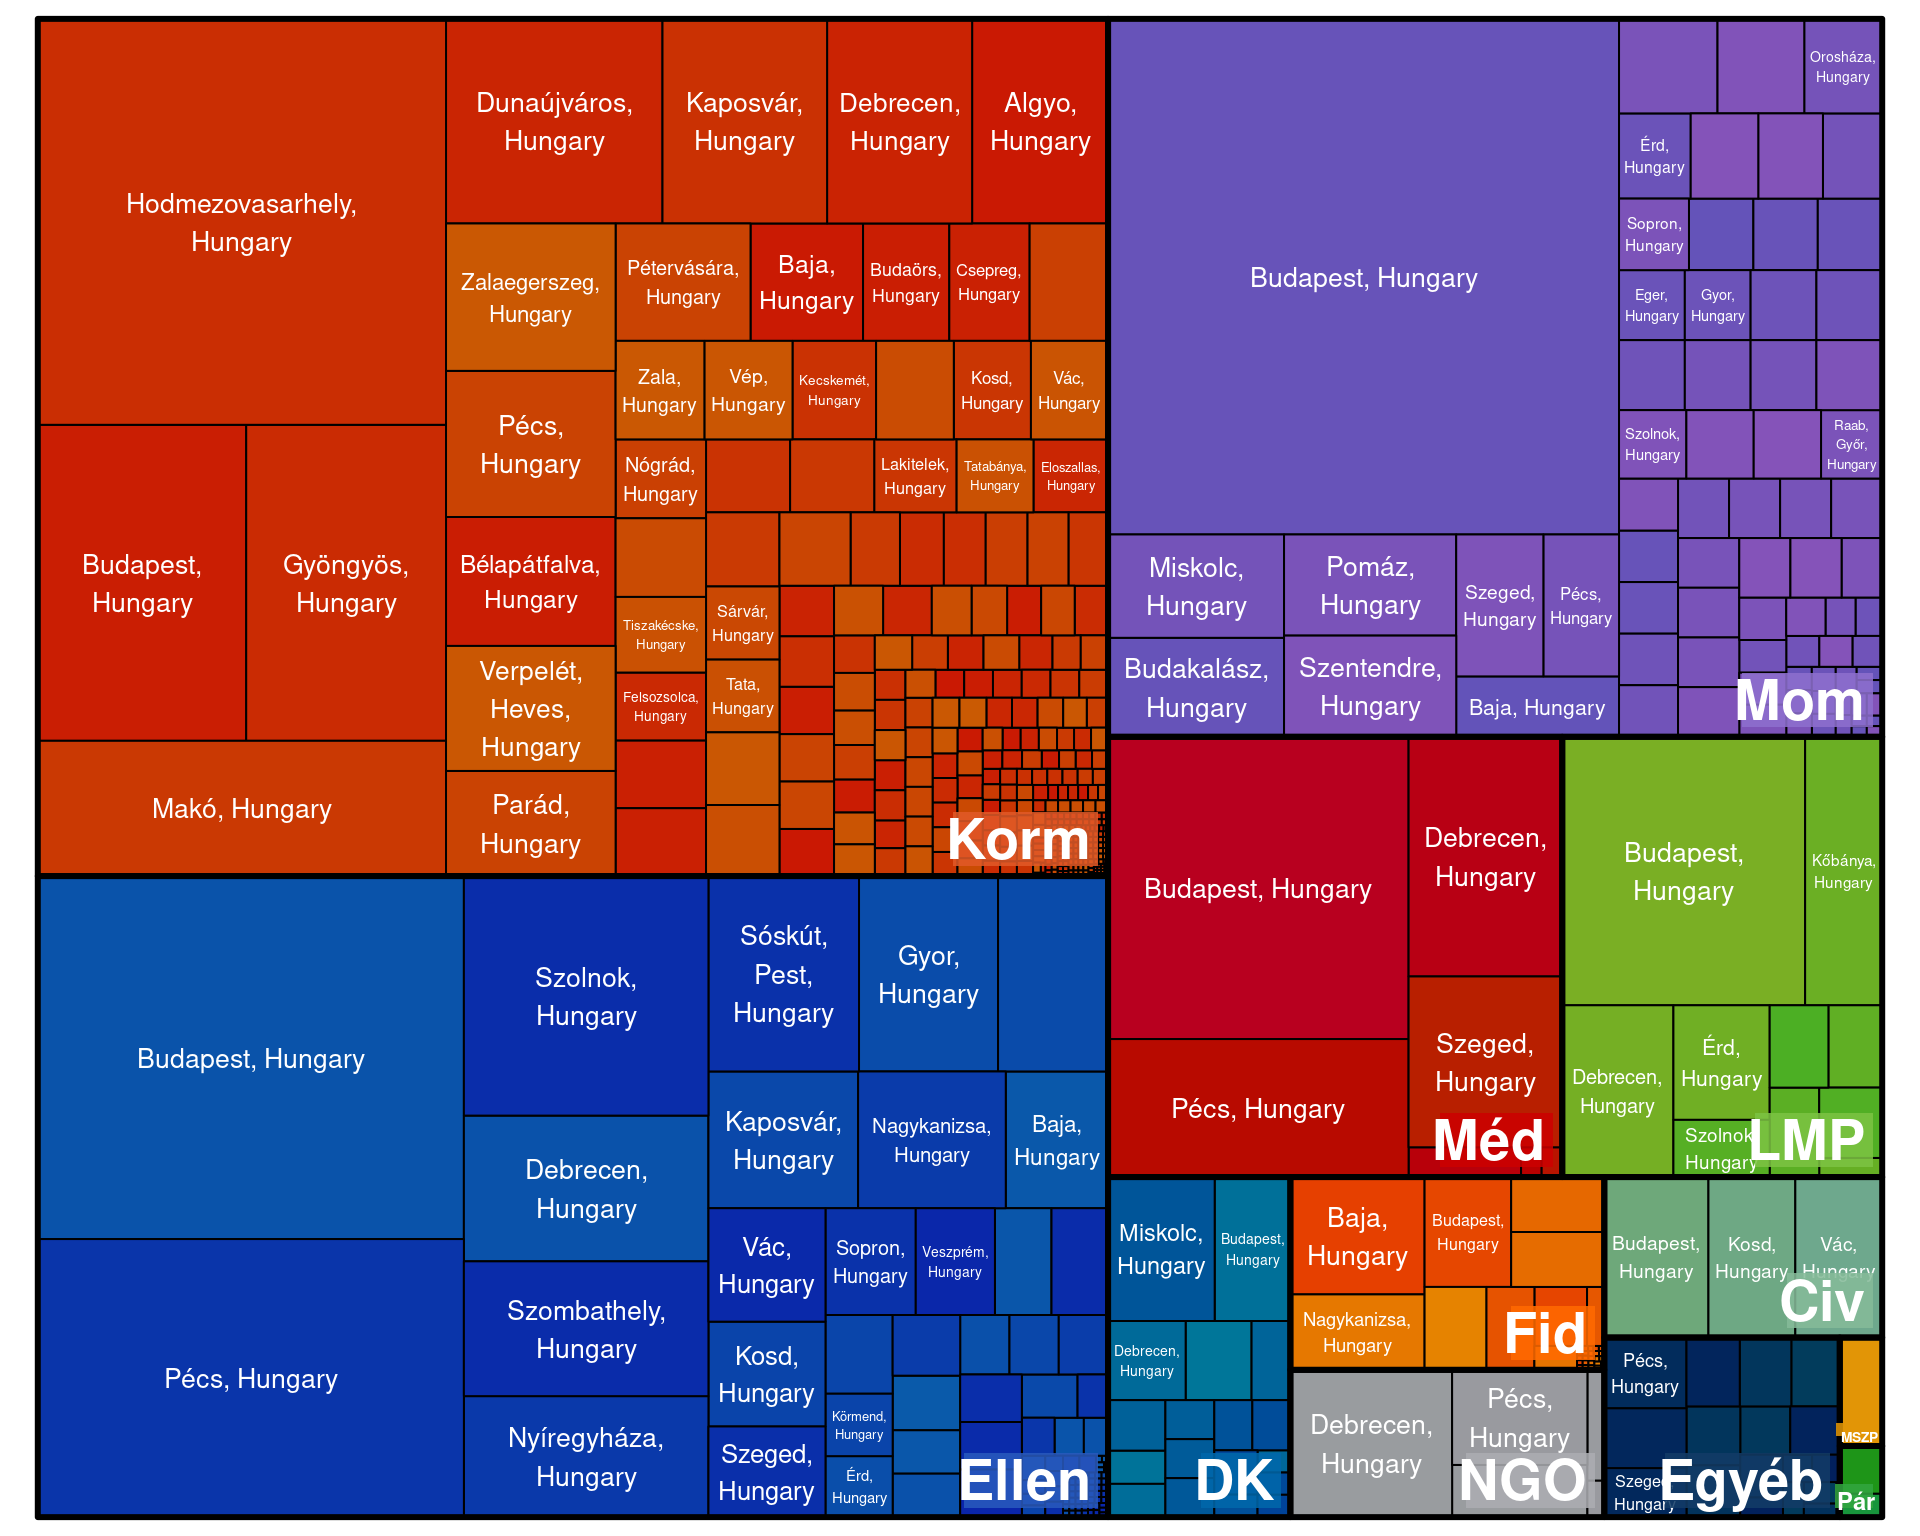 Hodmezovasarhely,
Hungary
Budapest,
Hungary
Gyöngyös,
Hungary
Makó, Hungary
Dunaújváros,
Hungary
Kaposvár,
Hungary
Debrecen,
Hungary
Algyo,
Hungary
Zalaegerszeg,
Hungary
Pétervására,
Hungary
Baja,
Hungary
Budaörs,
Hungary
Csepreg,
Hungary
Pécs,
Hungary
Zala,
Hungary
Vép,
Hungary
Kecskemét,
Hungary
Kosd,
Hungary
Vác,
Hungary
Nógrád,
Hungary
Lakitelek,
Hungary
Tatabánya,
Hungary
Eloszallas,
Hungary
Bélapátfalva,
Hungary
Tiszakécske,
Hungary
Sárvár,
Hungary
Verpelét,
Heves,
Hungary
Felsozsolca,
Hungary
Tata,
Hungary
Parád,
Hungary
Korm
Budapest, Hungary
Orosháza,
Hungary
Érd,
Hungary
Sopron,
Hungary
Eger,
Hungary
Gyor,
Hungary
Szolnok,
Hungary
Raab,
Győr,
Hungary
Miskolc,
Hungary
Pomáz,
Hungary
Szeged,
Hungary
Pécs,
Hungary
Budakalász,
Hungary
Szentendre,
Hungary
Baja, Hungary
Mom
Budapest, Hungary
Pécs, Hungary
Szolnok,
Hungary
Debrecen,
Hungary
Szombathely,
Hungary
Nyíregyháza,
Hungary
Sóskút,
Pest,
Hungary
Gyor,
Hungary
Kaposvár,
Hungary
Nagykanizsa,
Hungary
Baja,
Hungary
Vác,
Hungary
Sopron,
Hungary
Veszprém,
Hungary
Kosd,
Hungary
Körmend,
Hungary
Szeged,
Hungary
Érd,
Hungary
Ellen
Budapest, Hungary
Debrecen,
Hungary
Pécs, Hungary
Szeged,
Hungary
Méd
Budapest,
Hungary
Kőbánya,
Hungary
Debrecen,
Hungary
Érd,
Hungary
Szolnok,
Hungary
LMP
Miskolc,
Hungary
Budapest,
Hungary
Debrecen,
Hungary
DK
Baja,
Hungary
Budapest,
Hungary
Nagykanizsa,
Hungary
Fid
Debrecen,
Hungary
Pécs,
Hungary
NGO
Budapest,
Hungary
Kosd,
Hungary
Vác,
Hungary
Civ
Pécs,
Hungary
Szeged,
Hungary
Egyéb
MSZP
Pár